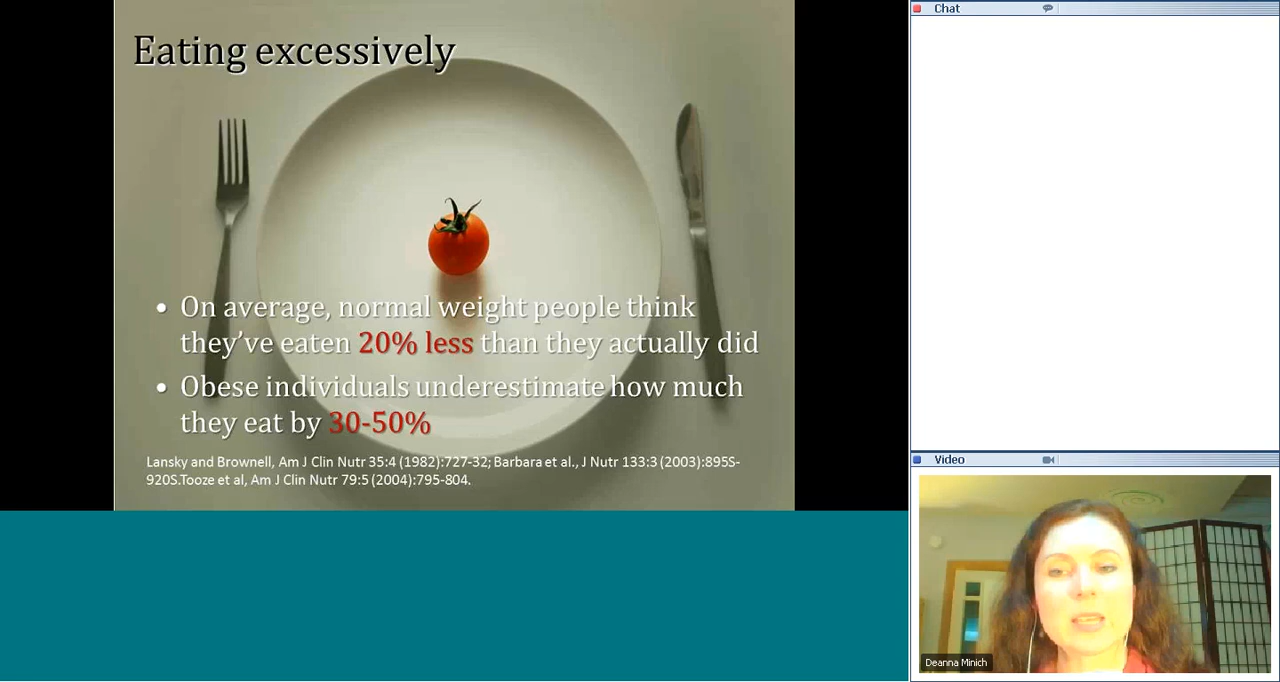 Eating excessively
• On average, normal weight people think
they've eaten 20% less than they actually did
• Obese individuals underestimate how much
they eat by 30-50%
Lansky and Brownell, Am J Clin Nutr 35:4 (1982):727-32; Barbara et al., J Nutr 133:3 (2003):895S-
920S.Tooze et al, Am J Clin Nutr 79:5 (2004):795-804.
Chat
Video
Deanna Minich